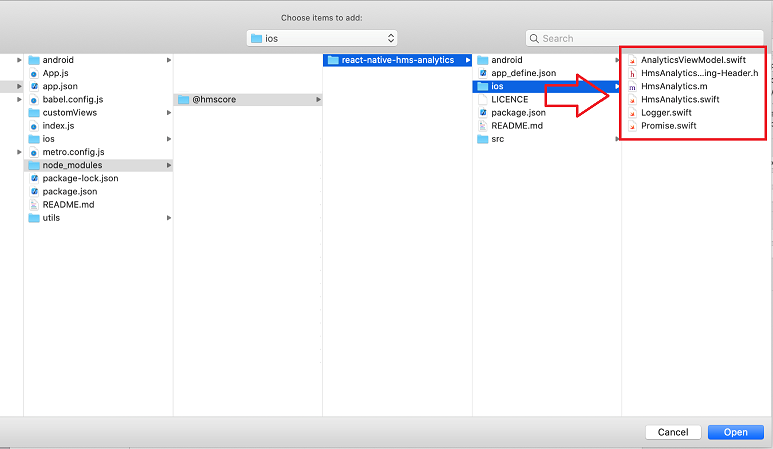 Choose items to add:
ios
Search
android
App.js
app.json
babel.config.js
customViews
index.js
ios
metro.config.js
node_modules
package-lock.json
package.json
README.md
utils
@hmscore
react-native-hms-analytics
android
app_define.json
ios
LICENCE
package.json
README.md
src
AnalyticsViewModel.swift
HmsAnalytics...ing-Header.h
HmsAnalytics.m
HmsAnalytics.swift
Logger.swift
Promise.swift
Cancel
Open